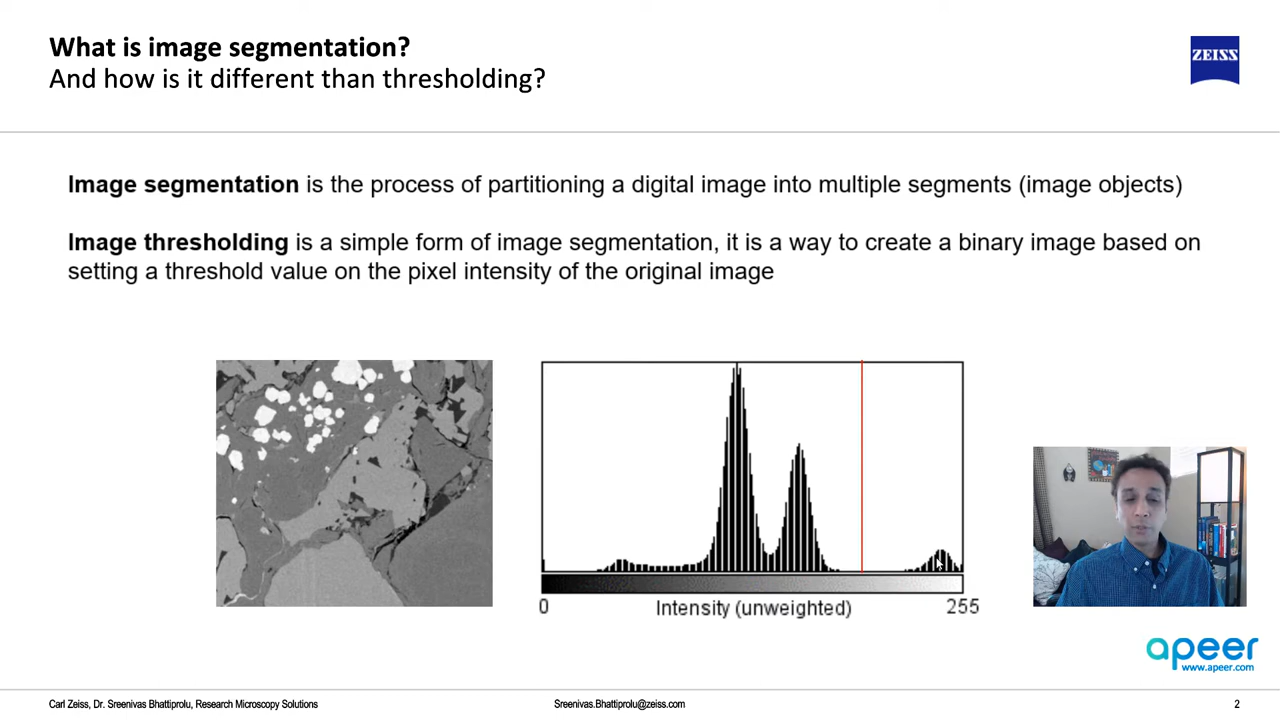 What is image segmentation?
And how is it different than thresholding?
ZEISS
Image segmentation is the process of partitioning a digital image into multiple segments (image objects)
Image thresholding is a simple form of image segmentation, it is a way to create a binary image based on
setting a threshold value on the pixel intensity of the original image
0 Intensity (unweighted) 255
apeer
www.apeer.com
Carl Zeiss, Dr. Sreenivas Bhattiprolu, Research Microscopy Solutions Sreenivas.Bhattiprolu@zeiss.com 2